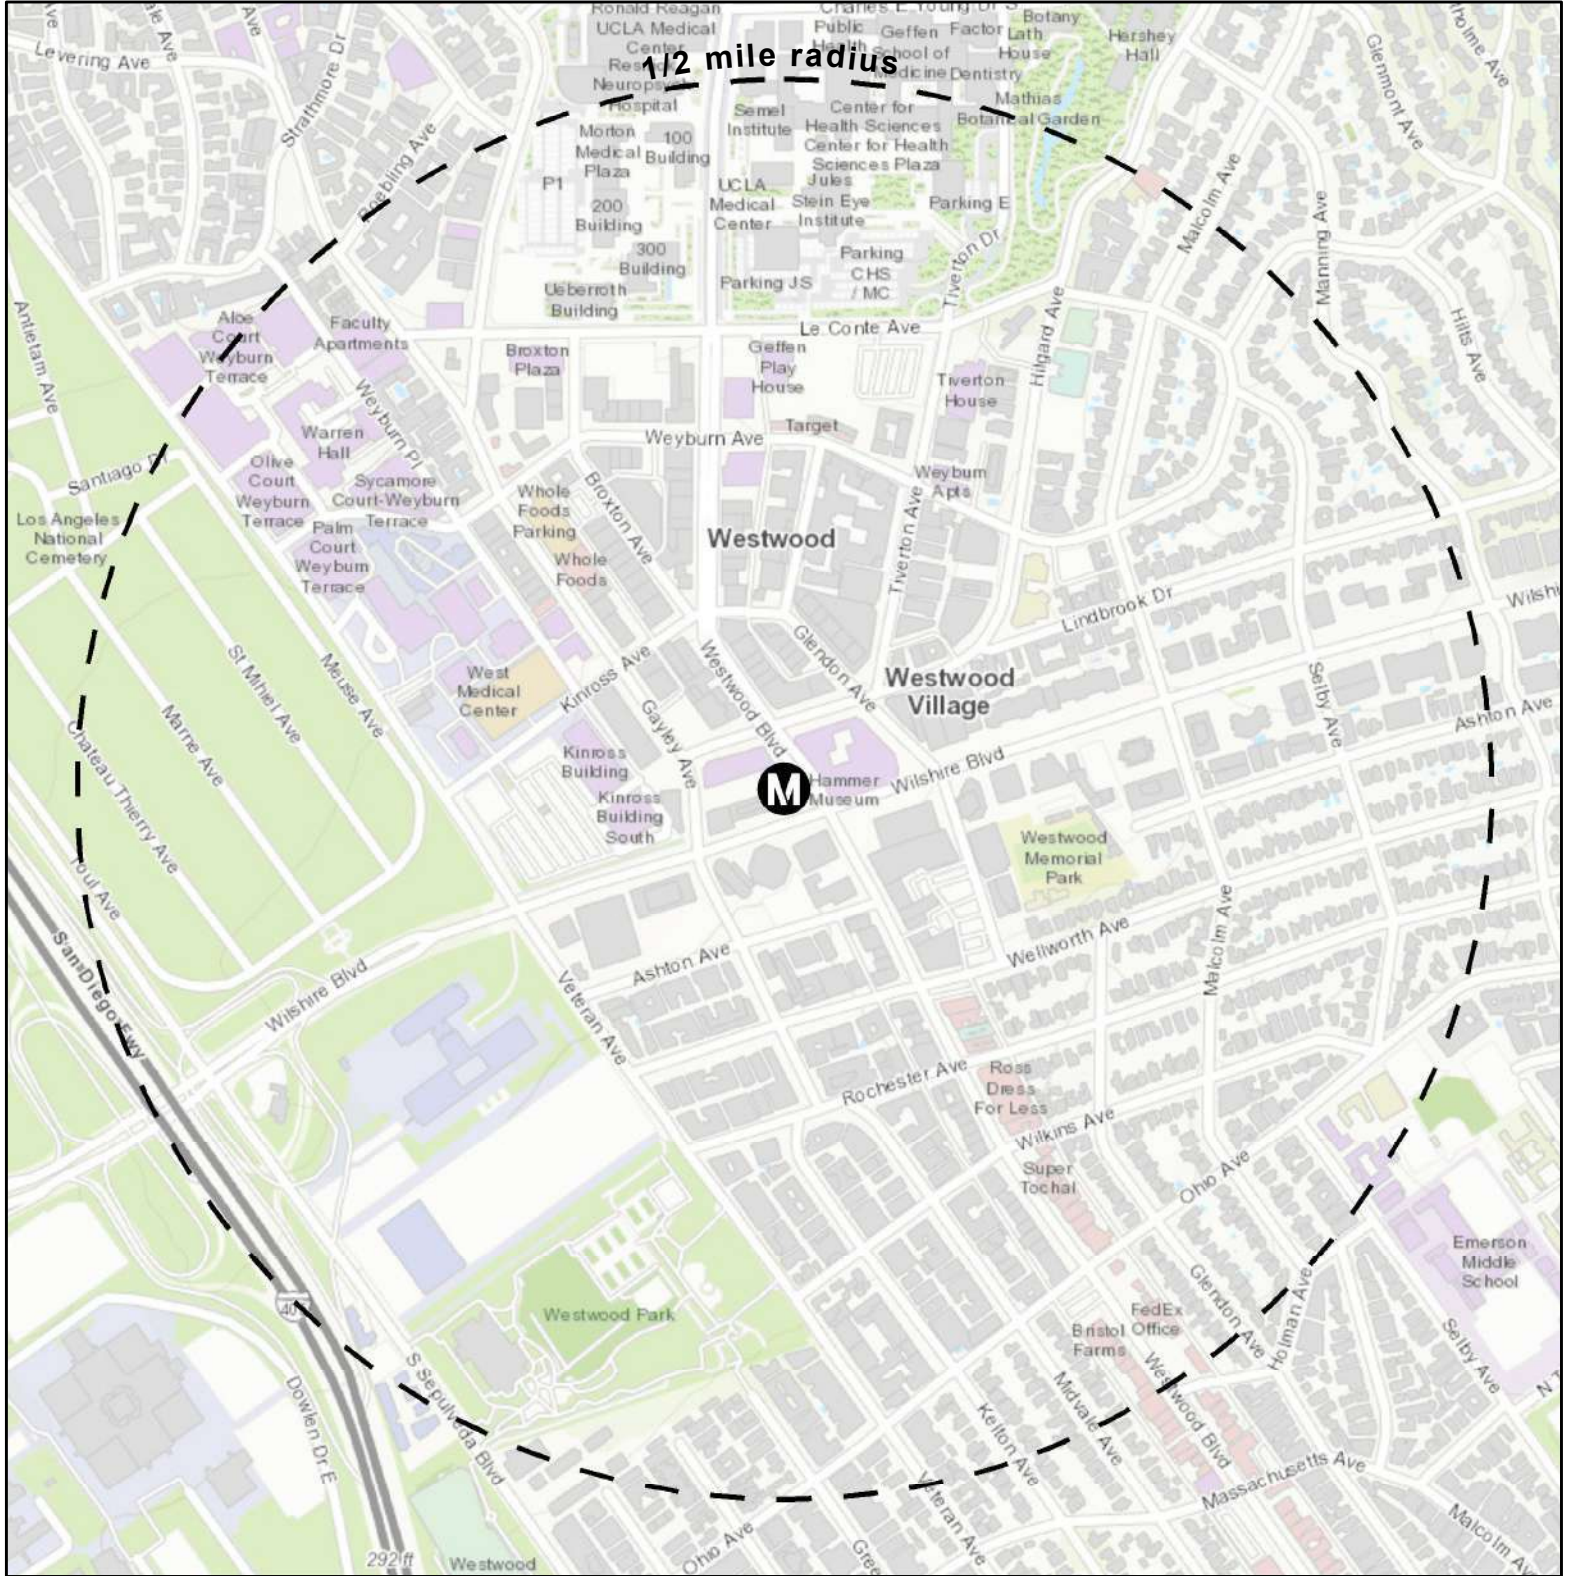 Ronald Reagan
UCLA Medical
Center
Neuropsych
Hospital
Charles E Young Dr S
Public
Health
Geffen
School of
Medicine
Factor
Lath
House
Botany
Dentistry
Hershey
Hall
Levering Ave
Strathmore Dr
Roebling Ave
Glenmont Ave
1/2 mile radius
Mathias
Botanical Garden
Semel
Institute
Center for
Health Sciences
Center for Health
Sciences Plaza
Jules
Stein Eye
Institute
Morton
Medical
Plaza
100
Building
P1
200
Building
UCLA
Medical
Center
Parking E
300
Building
Parking
CHS
/ MC
Parking JS
Ueberroth
Building
Tiverton Dr
Malcolm Ave
Manning Ave
Hilts Ave
Hilgard Ave
Le Conte Ave
Antietam Ave
Aloe
Court
Weyburn
Terrace
Faculty
Apartments
Broxton
Plaza
Geffen
Play
House
Tiverton
House
Weyburn Pl
Target
Weyburn Ave
Warren
Hall
Olive
Court
Weyburn
Terrace
Sycamore
Court-Weyburn
Terrace
Palm
Court
Weyburn
Terrace
Santiago Dr
Los Angeles
National
Cemetery
Whole
Foods
Parking
Whole
Foods
Broxton Ave
Weyburn
Apts
Westwood
Tiverton Ave
Lindbrook Dr
Wilshi
Glendon Ave
Westwood
Village
Westwood Blvd
Kinross Ave
Gayley Ave
West
Medical
Center
St Mihiel Ave
Meuse Ave
Marne Ave
Chateau Thierry Ave
Toul Ave
Selby Ave
Ashton Ave
Kinross
Building
Kinross
Building
South
M
Hammer
Museum
Wilshire Blvd
Westwood
Memorial
Park
Wellworth Ave
Malcolm Ave
Ashton Ave
Veteran Ave
San Diego Fwy
Wilshire Blvd
Rochester Ave
Ross
Dress
For Less
Wilkins Ave
Super
Tochal
Ohio Ave
Emerson
Middle
School
Westwood Park
FedEx
Office
Bristol
Farms
Glendon Ave
Holman Ave
Selby Ave
Westwood Blvd
Midvale Ave
Kelton Ave
Veteran Ave
S Sepulveda Blvd
Dowlen Dr E
Massachusetts Ave
Malcolm Av
Ohio Ave
Gree
292 ft
Westwood